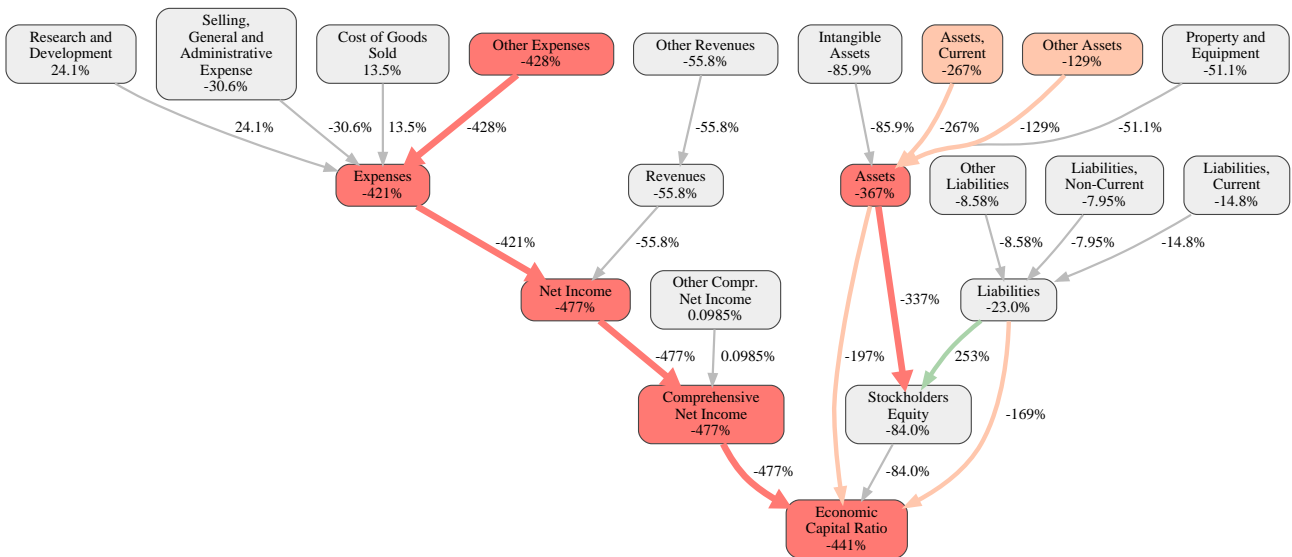 Research and
Development
24.1%
Selling,
General and
Administrative
Expense
-30.6%
Cost of Goods
Sold
13.5%
Other Expenses
-428%
Other Revenues
-55.8%
Intangible
Assets
-85.9%
Assets,
Current
-267%
Other Assets
-129%
Property and
Equipment
-51.1%
24.1%
-30.6%
13.5%
-428%
-55.8%
-85.9%
-267%
-129%
-51.1%
Expenses
-421%
Revenues
-55.8%
Assets
-367%
Other
Liabilities
-8.58%
Liabilities,
Non-Current
-7.95%
Liabilities,
Current
-14.8%
-421%
-55.8%
-8.58%
-7.95%
-14.8%
Net Income
-477%
Other Compr.
Net Income
0.0985%
-337%
Liabilities
-23.0%
-477%
0.0985%
-197%
253%
Comprehensive
Net Income
-477%
Stockholders
Equity
-84.0%
-169%
-477%
-84.0%
Economic
Capital Ratio
-441%